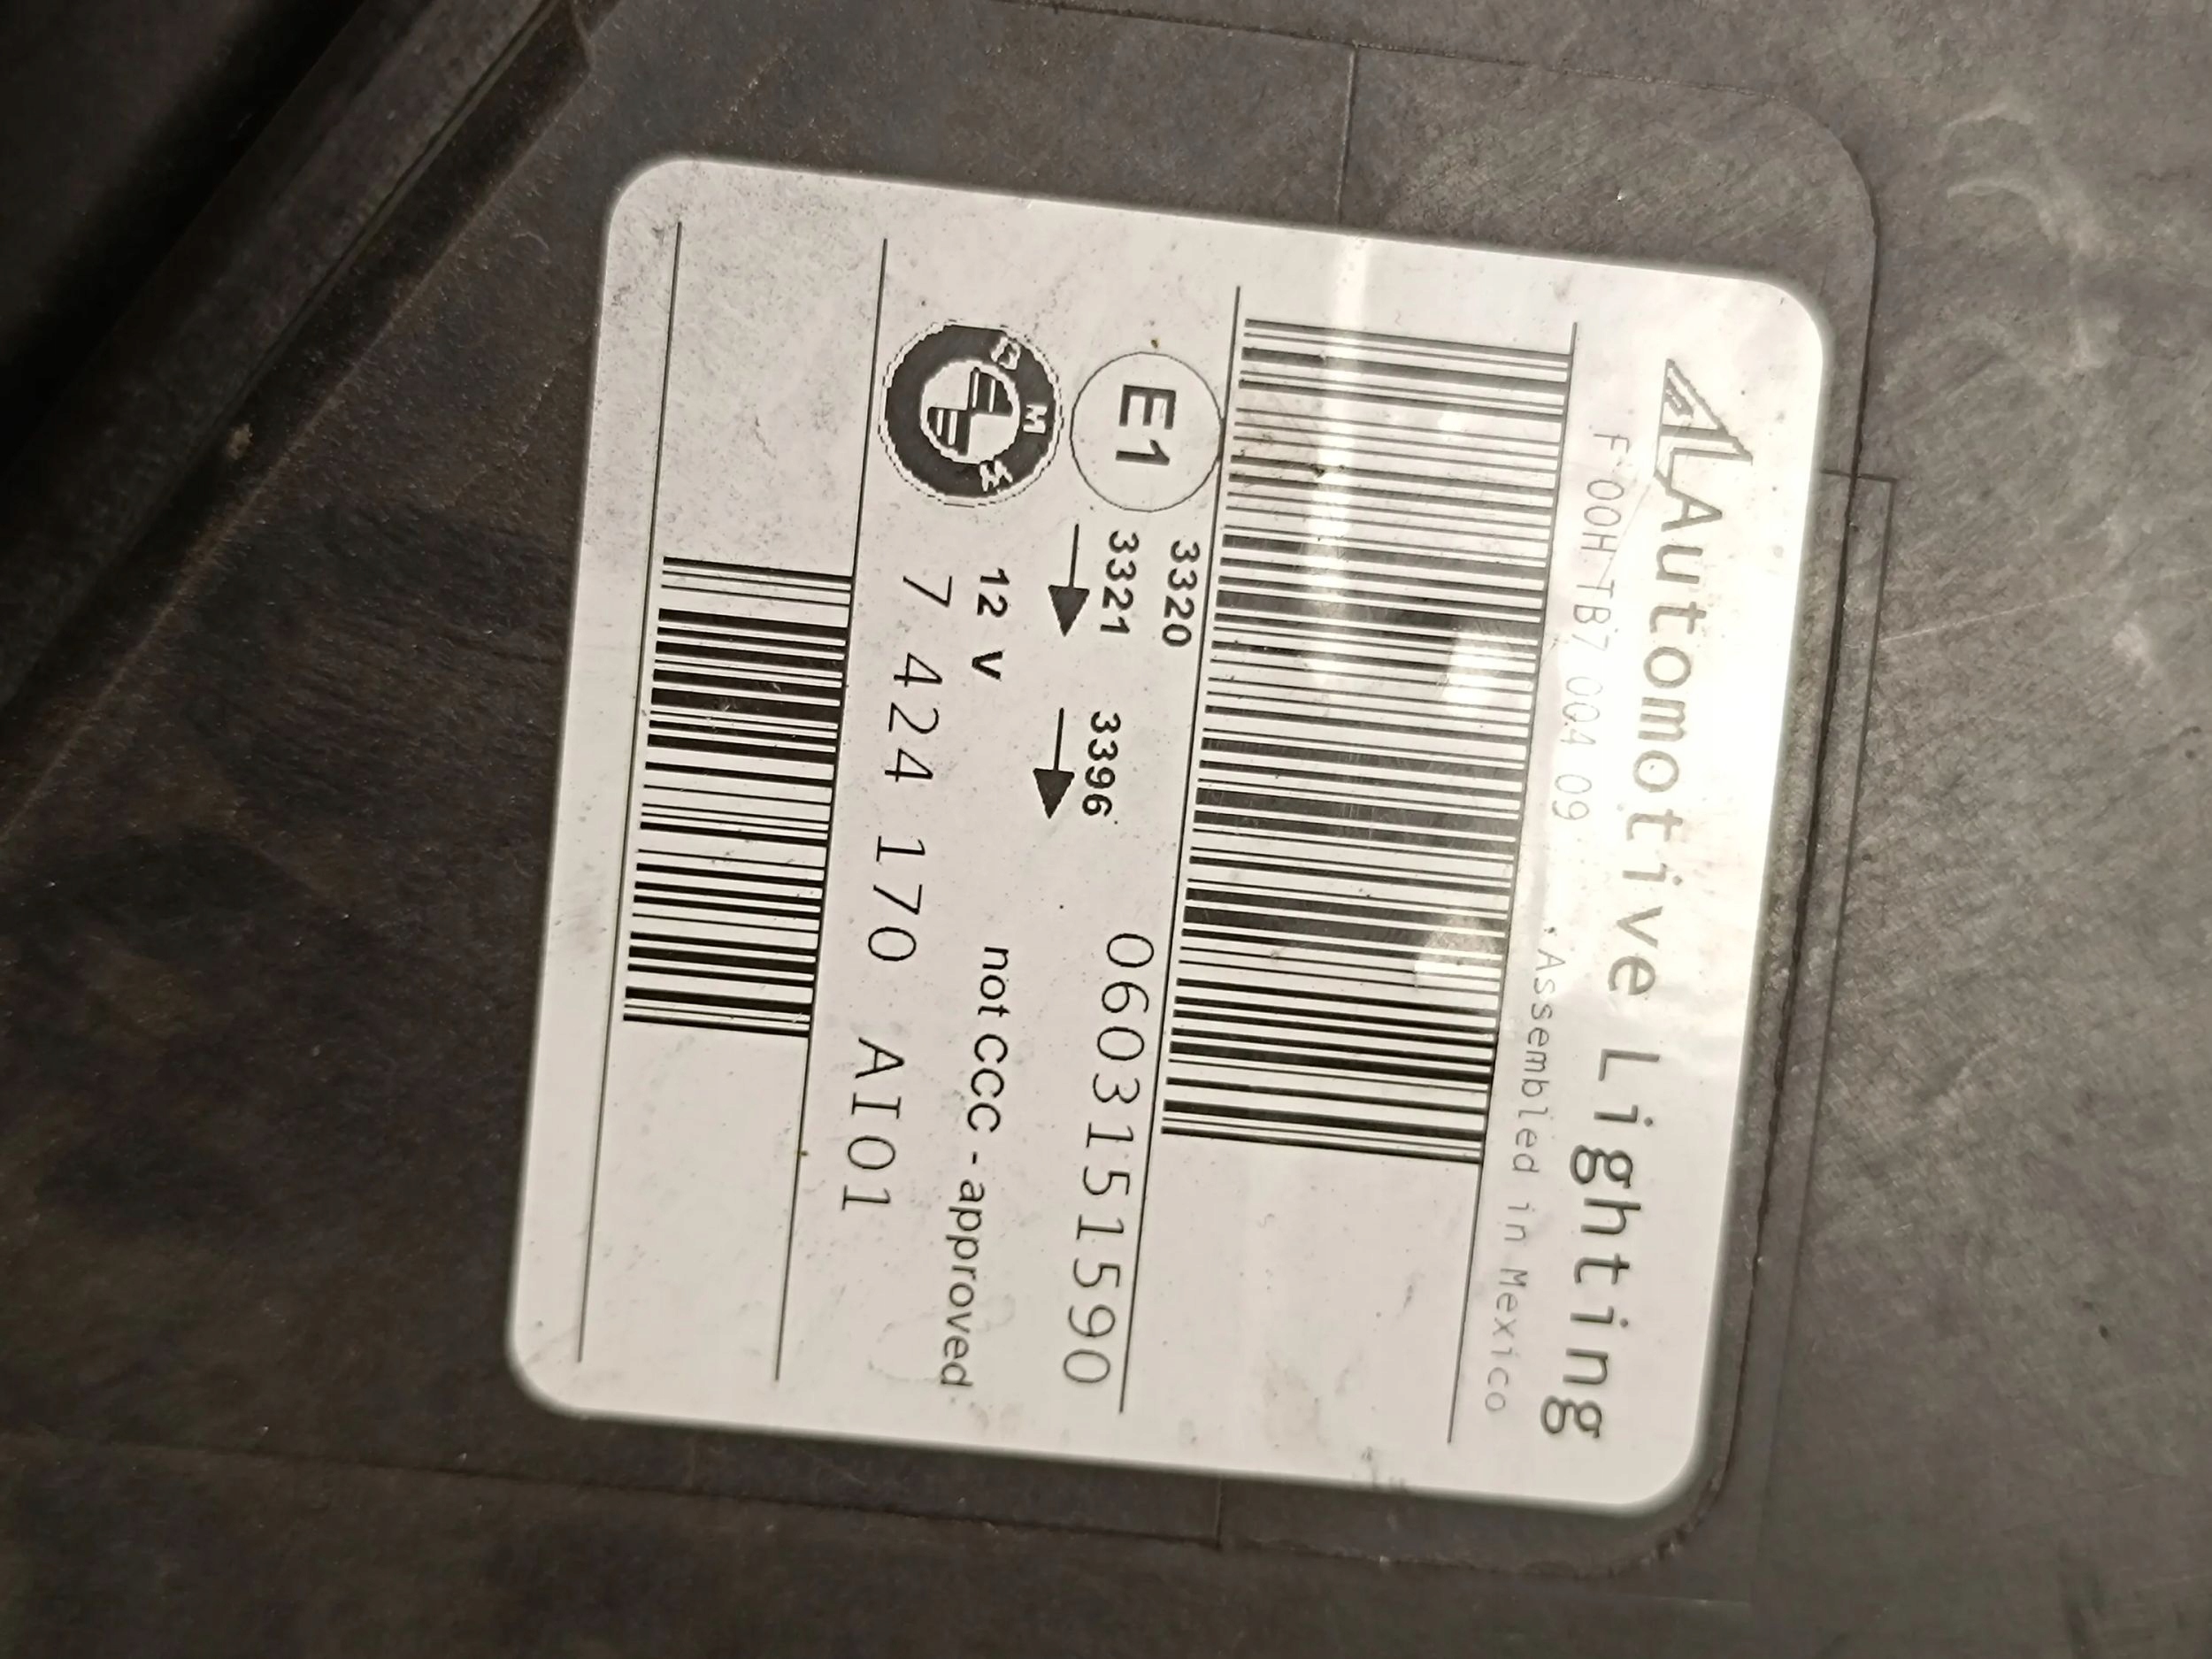 AL Automotive Lighting
F 00H TB7 004 09 Assembled in Mexico
3320
E1 3321 3396 0603151590
BMW 12 V not CCC - approved
7 424 170 AI01